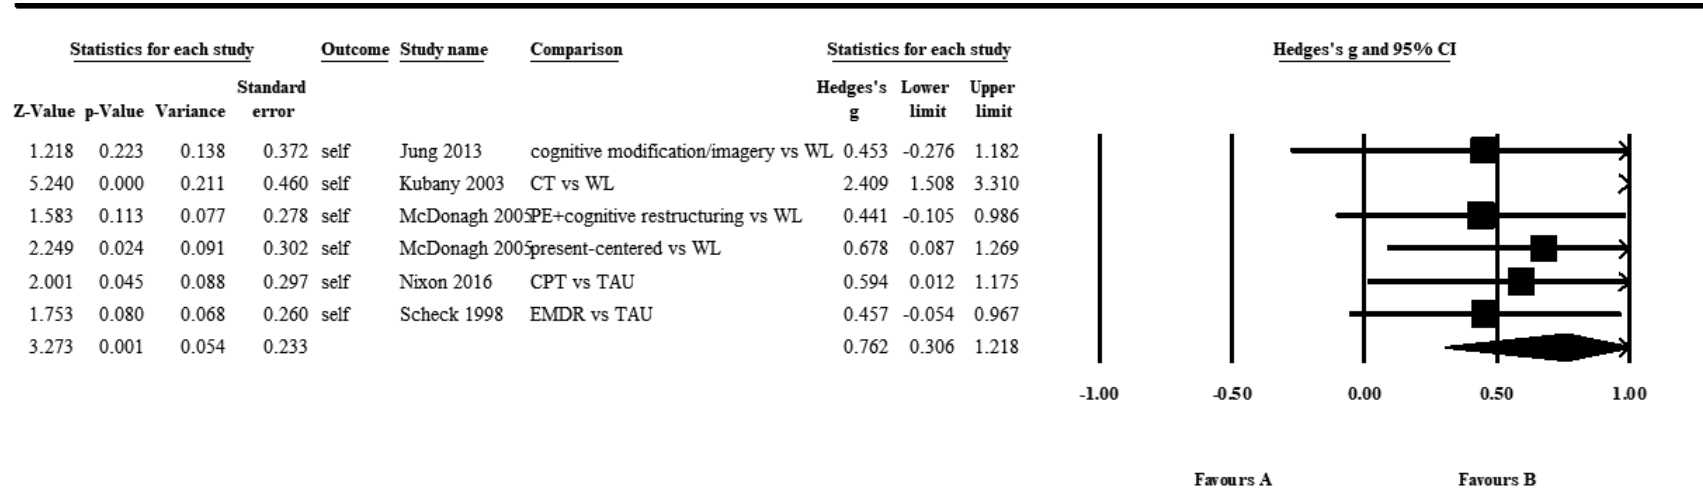 Statistics for each study Outcome Study name Comparison Statistics for each study Hedges's g and 95% CI
Standard Hedges's Lower Upper
Z-Value p-Value Variance error g limit limit
1.218 0.223 0.138 0.372 self Jung 2013 cognitive modification/imagery vs WL 0.453 -0.276 1.182
5.240 0.000 0.211 0.460 self Kubany 2003 CT vs WL 2.409 1.508 3.310
1.583 0.113 0.077 0.278 self McDonagh 2005 PE+cognitive restructuring vs WL 0.441 -0.105 0.986
2.249 0.024 0.091 0.302 self McDonagh 2005 present-centered vs WL 0.678 0.087 1.269
2.001 0.045 0.088 0.297 self Nixon 2016 CPT vs TAU 0.594 0.012 1.175
1.753 0.080 0.068 0.260 self Scheck 1998 EMDR vs TAU 0.457 -0.054 0.967
3.273 0.001 0.054 0.233 0.762 0.306 1.218
-1.00 -0.50 0.00 0.50 1.00
Favours A Favours B